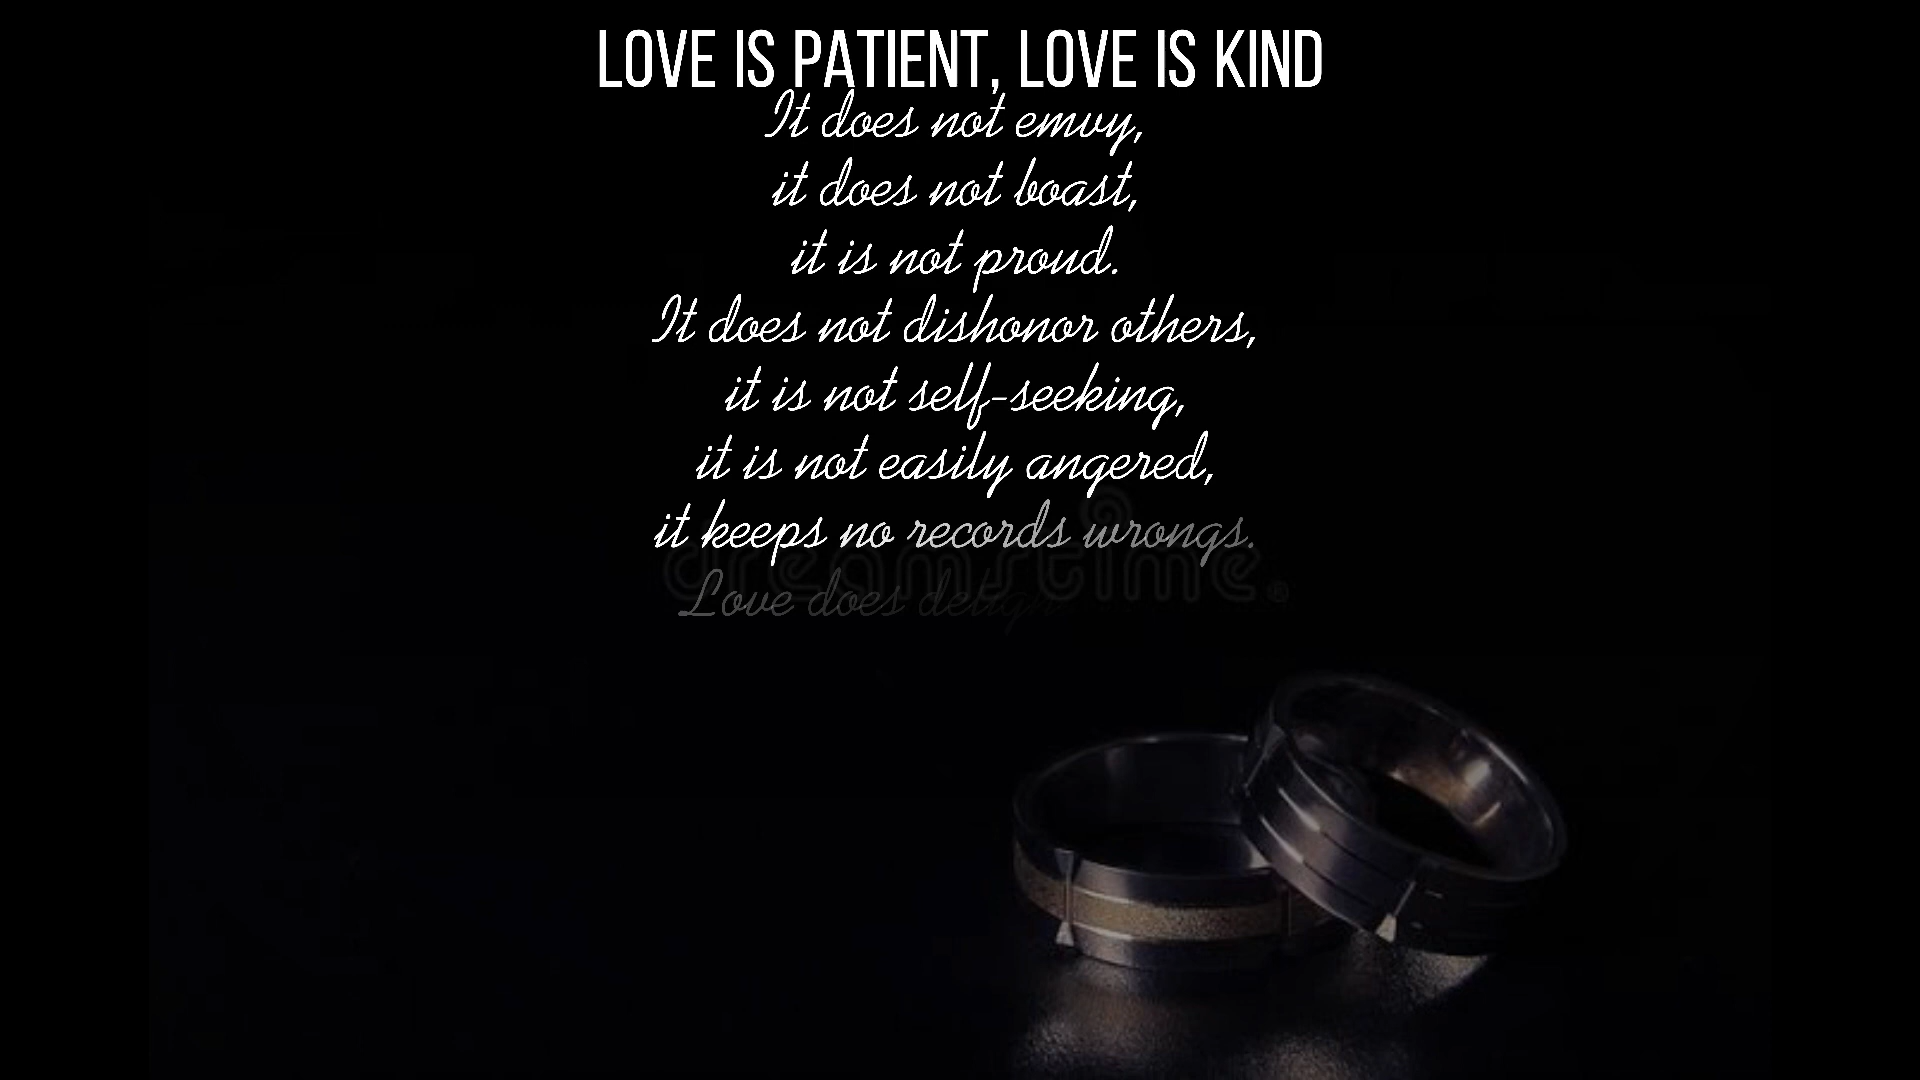 LOVE IS PATIENT, LOVE IS KIND
It does not emvy,
it does not boast,
it is not proud.
It does not dishonor others,
it is not self-seeking,
it is not easily angered,
it keeps no records wrongs.
dreamstime®
Love does